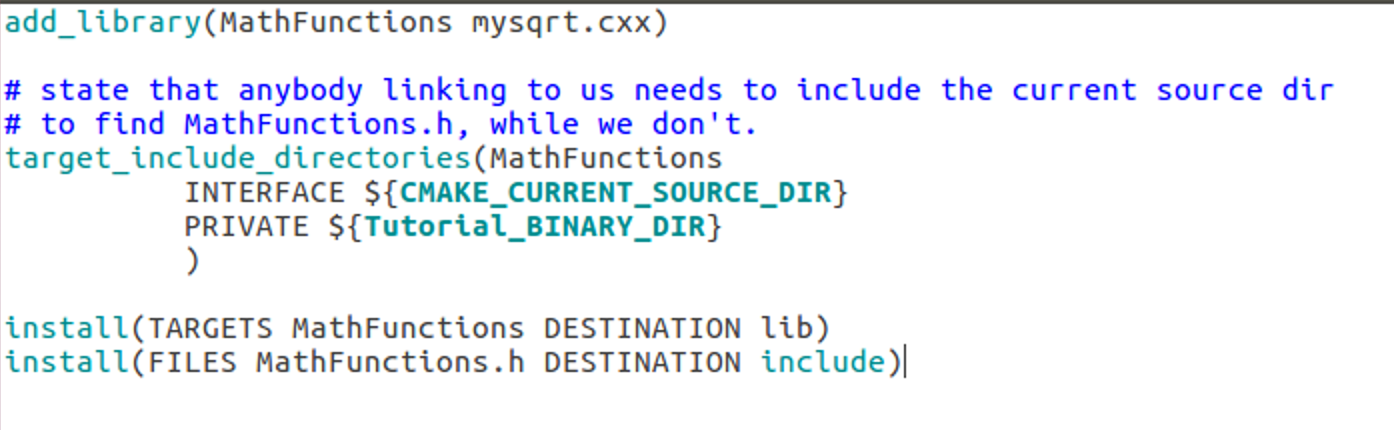 add_library(MathFunctions mysqrt.cxx)
# state that anybody linking to us needs to include the current source dir
# to find MathFunctions.h, while we don't.
target_include_directories(MathFunctions
INTERFACE ${CMAKE_CURRENT_SOURCE_DIR}
PRIVATE ${Tutorial_BINARY_DIR}
)
install(TARGETS MathFunctions DESTINATION lib)
install(FILES MathFunctions.h DESTINATION include)